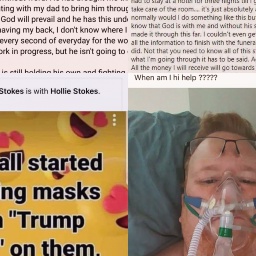 ting with my dad to bring him throug
God will prevail and he has this unde
having my back, I don't know where I
every second of everyday for the wo
rk in progress, but he isn't going to
is still holding his own and fighting
Stokes is with Hollie Stokes.
all started
ng masks
"Trump
" on them.
had to stay at a hotel for three nights on I g
take care of the room.... it's just absolutely a
normally would I do something like this bu
know that God is with me and without his s
made it through this far. I couldn't even ge
all the information to finish with the funera
did. Not that you needed to know all of this s
what I'm going through it has to be said. A
All the money I will receive will go towards
When am I hi help ?????